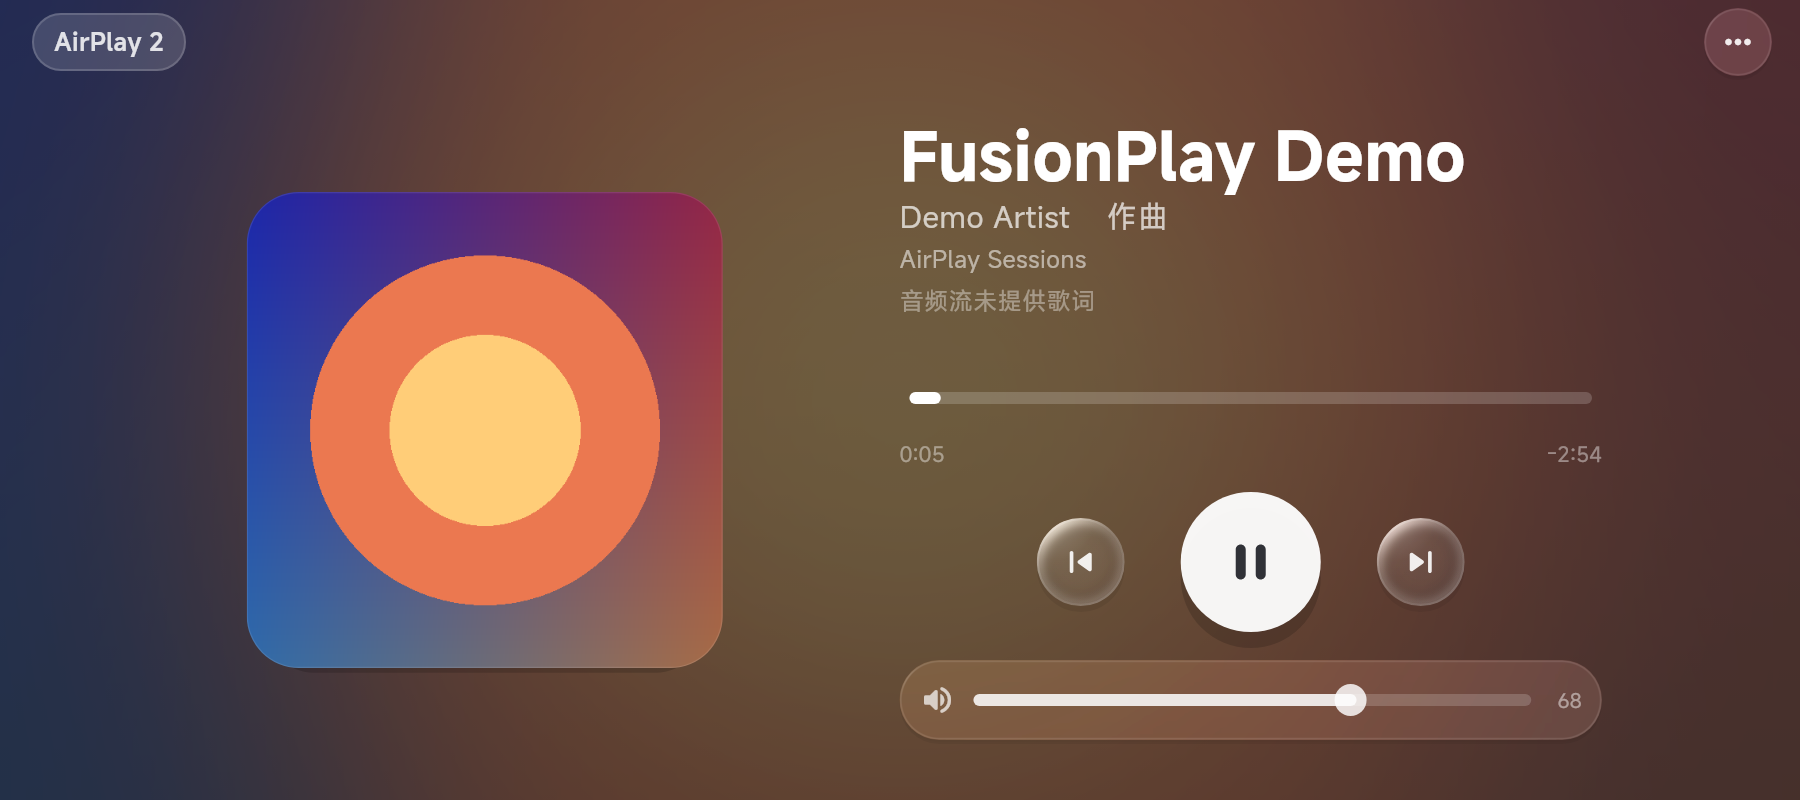 AirPlay 2
FusionPlay Demo
Demo Artist 作曲
AirPlay Sessions
音频流未提供歌词
0:05 -2:54
68